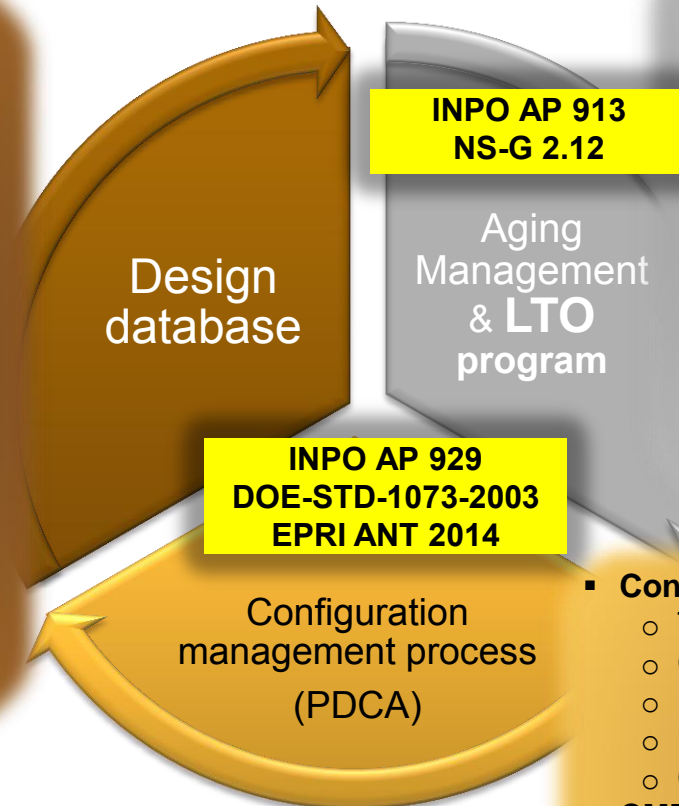 INPO AP 913
NS-G 2.12
Design
database
Aging
Management
& LTO
program
INPO AP 929
DOE-STD-1073-2003
EPRI ANT 2014
Configuration
management process
(PDCA)